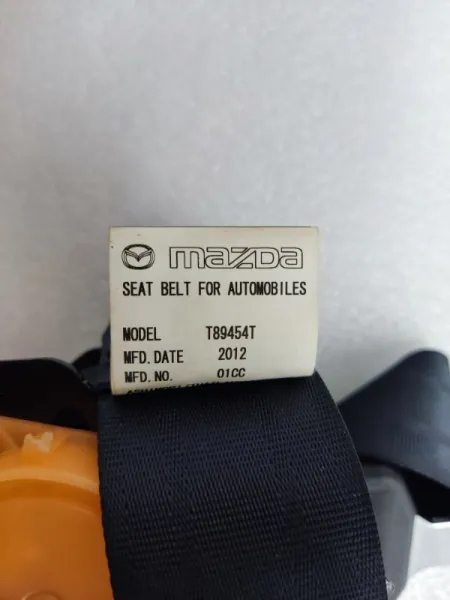 mazda
SEAT BELT FOR AUTOMOBILES
MODEL T89454T
MFD. DATE 2012
MFD. NO. 01CC